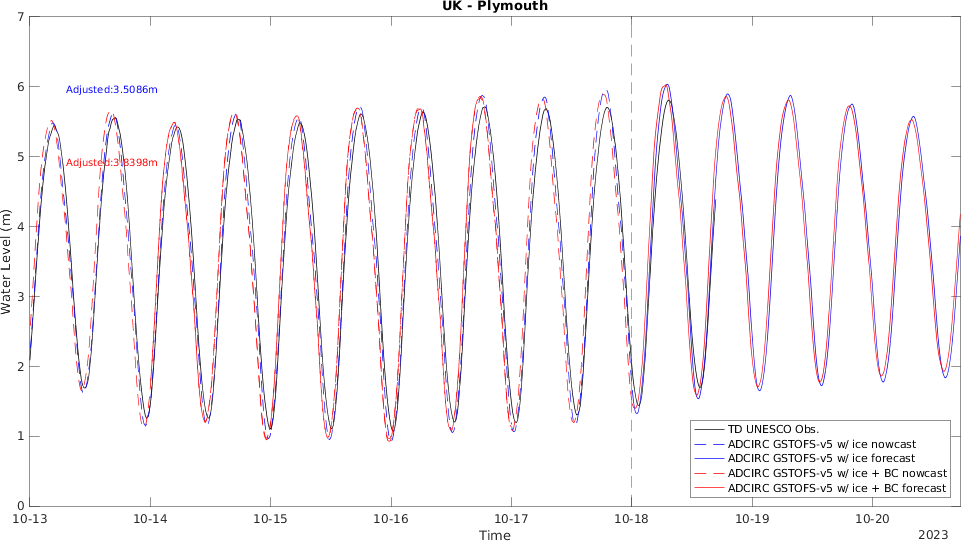 UK - Plymouth
7
6
5
4
3
2
1
0
Water Level (m)
Adjusted:3.5086m
Adjusted:3.8398m
TD UNESCO Obs.
ADCIRC GSTOFS-v5 w/ ice nowcast
ADCIRC GSTOFS-v5 w/ ice forecast
ADCIRC GSTOFS-v5 w/ ice + BC nowcast
ADCIRC GSTOFS-v5 w/ ice + BC forecast
10-13 10-14 10-15 10-16 10-17 10-18 10-19 10-20
Time
2023